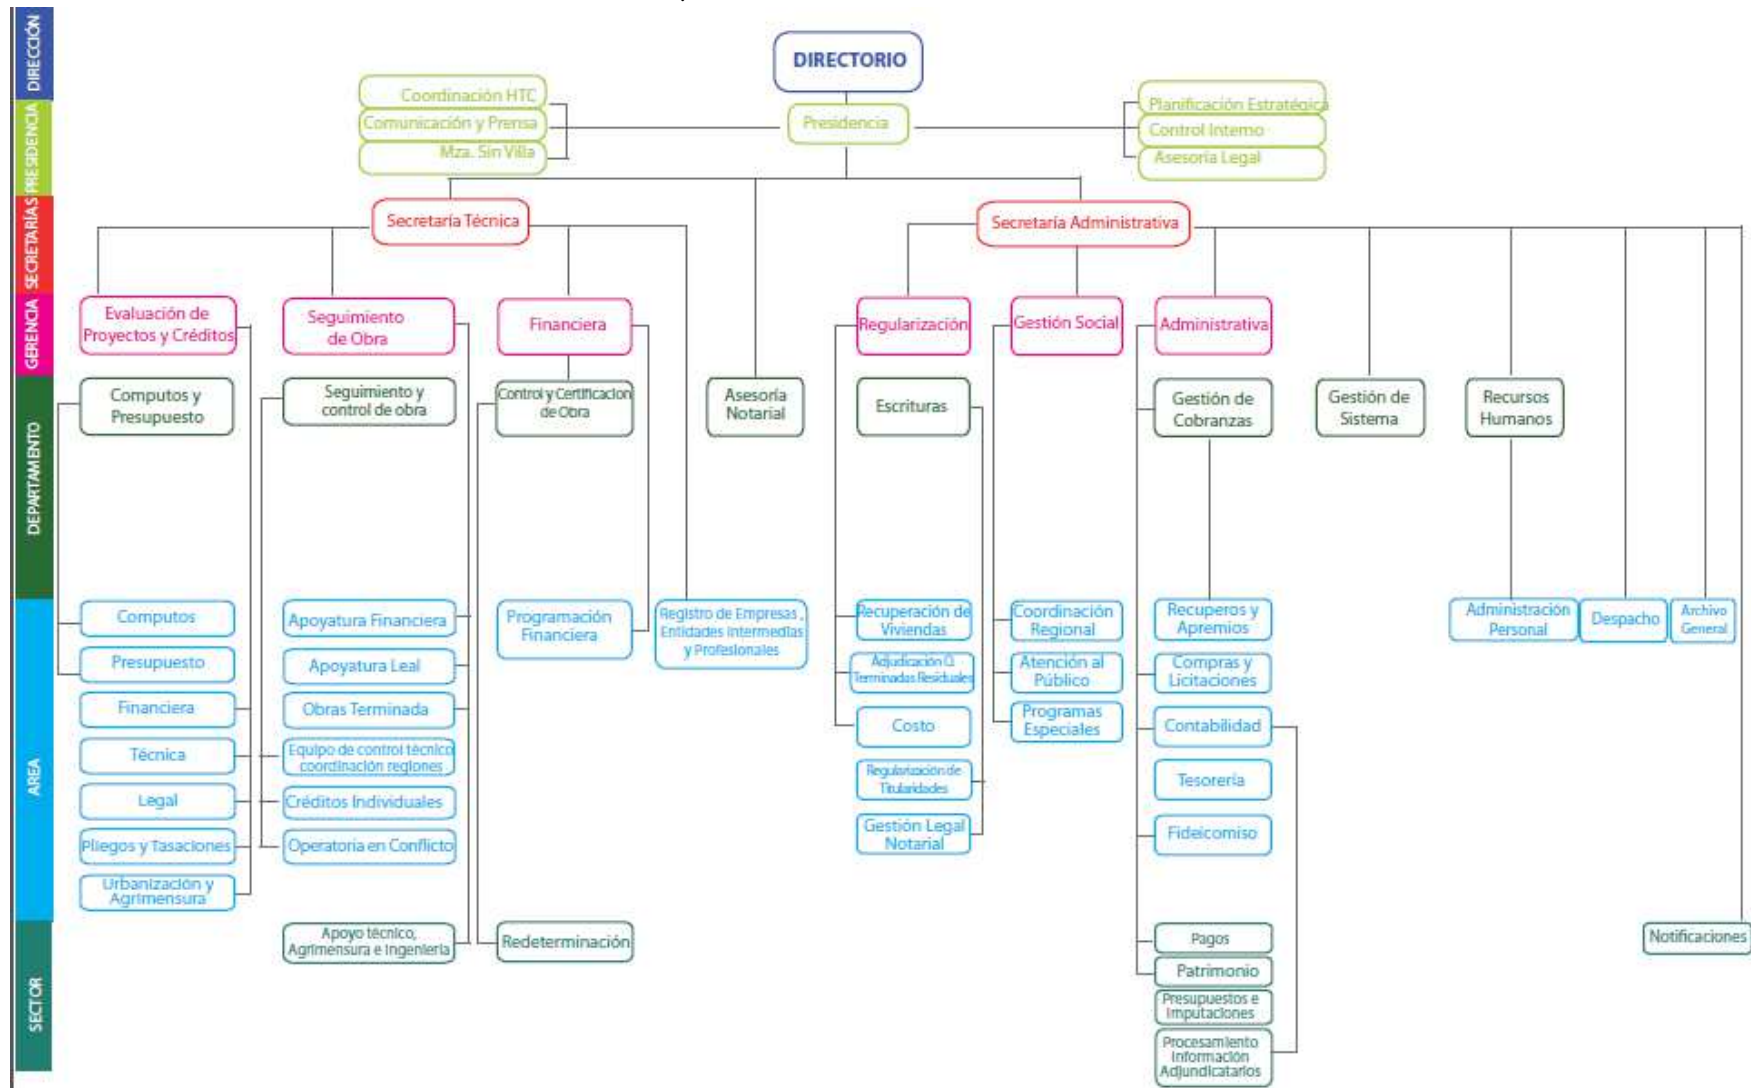 DIRECCIÓN
PRESIDENCIA
SECRETARÍAS
GERENCIA
DEPARTAMENTO
AREA
SECTOR
DIRECTORIO
Coordinación HTC
Comunicación y Prensa
Mza. Sin Villa
Presidencia
Planificación Estratégica
Control Interno
Asesoría Legal
Secretaría Técnica
Secretaría Administrativa
Evaluación de
Proyectos y Créditos
Seguimiento
de Obra
Financiera
Regularización
Gestión Social
Administrativa
Computos y
Presupuesto
Seguimiento y
control de obra
Control y Certificacion
de Obra
Asesoría
Notarial
Escrituras
Gestión de
Cobranzas
Gestión de
Sistema
Recursos
Humanos
Computos
Presupuesto
Financiera
Técnica
Legal
Pliegos y Tasaciones
Urbanización y
Agrimensura
Apoyatura Financiera
Apoyatura Leal
Obras Terminada
Equipo de control técnico
coordinación regiones
Créditos Individuales
Operatoria en Conflicto
Programación
Financiera
Registro de Empresas ,
Entidades Intermedias
y Profesionales
Recuperación de
Viviendas
Adjudicación O.
Terminadas Residuales
Costo
Regularización de
Titularidades
Gestión Legal
Notarial
Coordinación
Regional
Atención al
Público
Programas
Especiales
Recuperos y
Apremios
Compras y
Licitaciones
Contabilidad
Tesorería
Fideicomiso
Administración
Personal
Despacho
Archivo
General
Apoyo técnico,
Agrimensura e Ingeniería
Redeterminación
Pagos
Patrimonio
Presupuestos e
Imputaciones
Procesamiento
Información
Adjundicatarios
Notificaciones